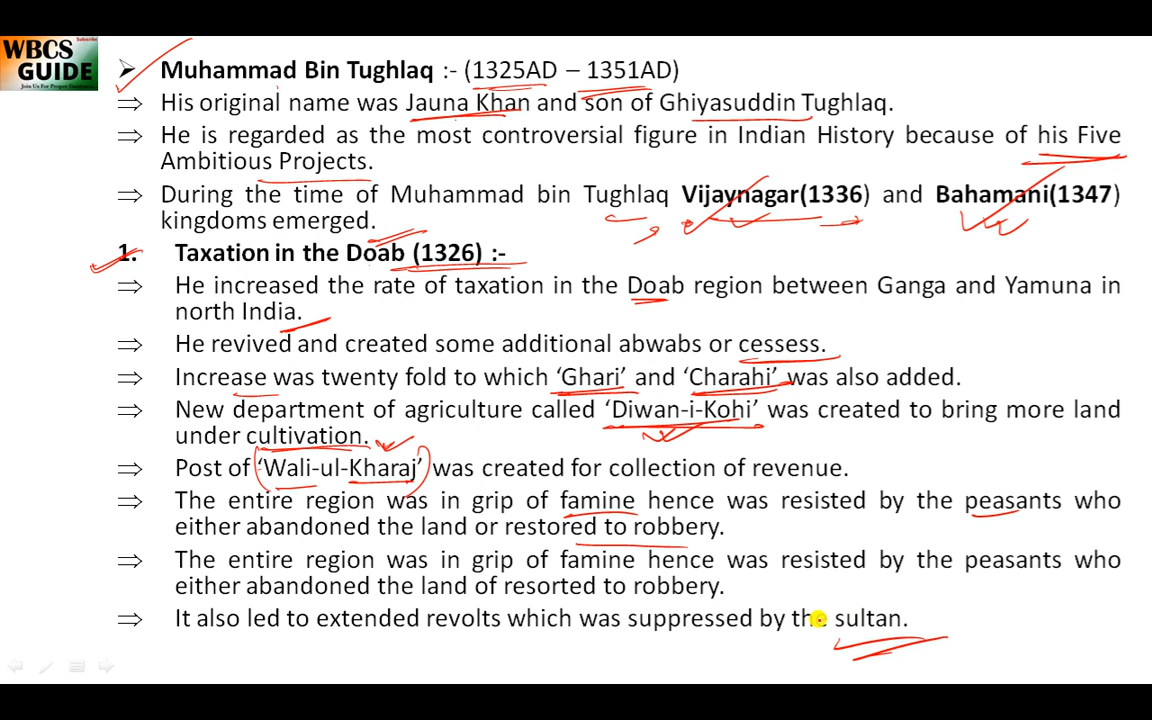 Subscribe
WBCS
GUIDE
Join Us For Proper Guidance
➢ Muhammad Bin Tughlaq :- (1325AD – 1351AD)
⇒ His original name was Jauna Khan and son of Ghiyasuddin Tughlaq.
⇒ He is regarded as the most controversial figure in Indian History because of his Five
Ambitious Projects.
⇒ During the time of Muhammad bin Tughlaq Vijaynagar(1336) and Bahamani(1347)
kingdoms emerged.
1. Taxation in the Doab (1326) :-
⇒ He increased the rate of taxation in the Doab region between Ganga and Yamuna in
north India.
⇒ He revived and created some additional abwabs or cessess.
⇒ Increase was twenty fold to which ‘Ghari’ and ‘Charahi’ was also added.
⇒ New department of agriculture called ‘Diwan-i-Kohi’ was created to bring more land
under cultivation.
⇒ Post of ‘Wali-ul-Kharaj’ was created for collection of revenue.
⇒ The entire region was in grip of famine hence was resisted by the peasants who
either abandoned the land or restored to robbery.
⇒ The entire region was in grip of famine hence was resisted by the peasants who
either abandoned the land of resorted to robbery.
⇒ It also led to extended revolts which was suppressed by the sultan.